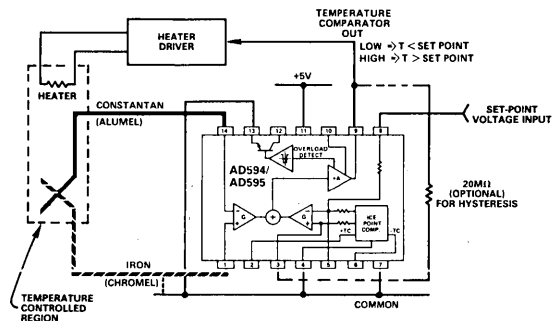 TEMPERATURE
COMPARATOR
OUT
LOW ⇒ T < SET POINT
HIGH ⇒ T > SET POINT
HEATER
DRIVER
HEATER
+5V
CONSTANTAN
(ALUMEL)
SET-POINT
VOLTAGE INPUT
14
13
12
11
10
9
8
OVERLOAD
DETECT
AD594/
AD595
+A
20MΩ
(OPTIONAL)
FOR HYSTERESIS
– G +
G
– +
ICE
POINT
COMP.
+TC
–TC
IRON
(CHROMEL)
1
2
3
4
5
6
7
COMMON
TEMPERATURE
CONTROLLED
REGION